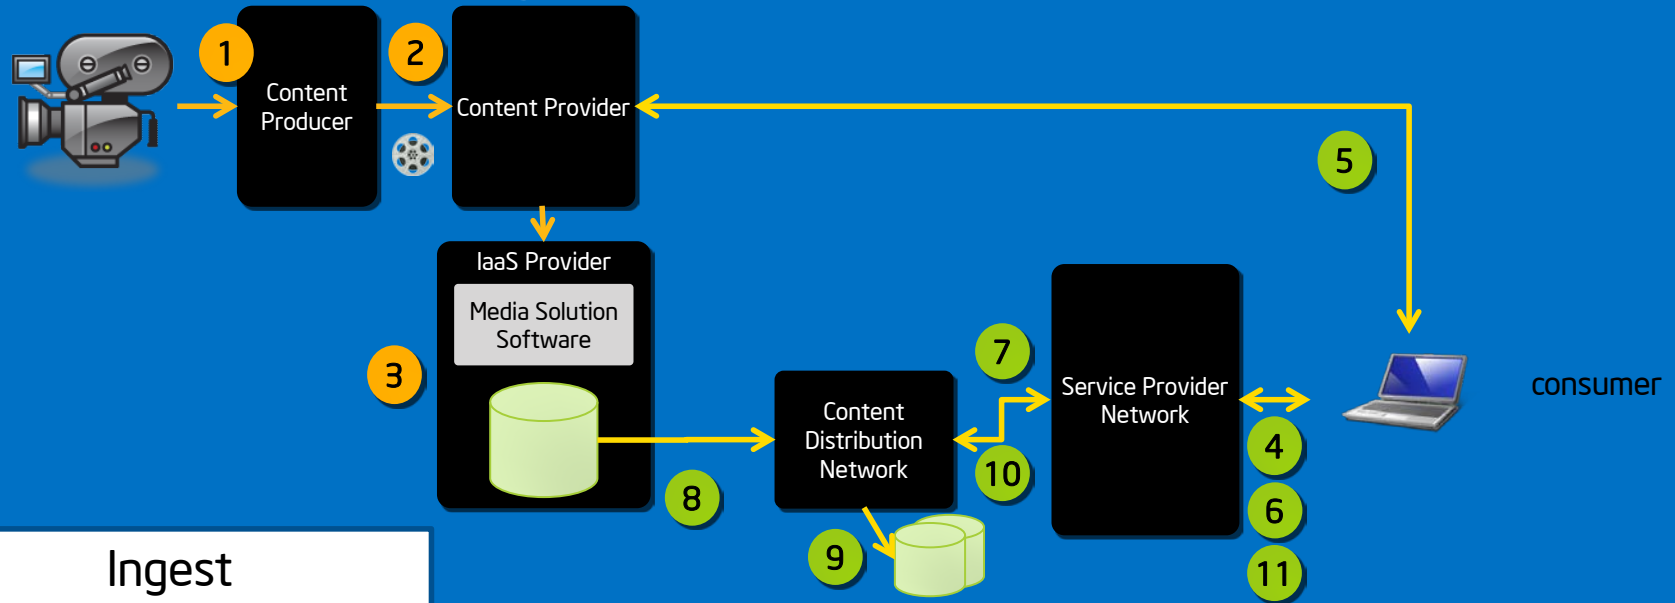 1
2
Content
Producer
Content Provider
5
IaaS Provider
Media Solution
Software
3
7
Service Provider
Network
consumer
Content
Distribution
Network
4
10
8
6
9
11
Ingest